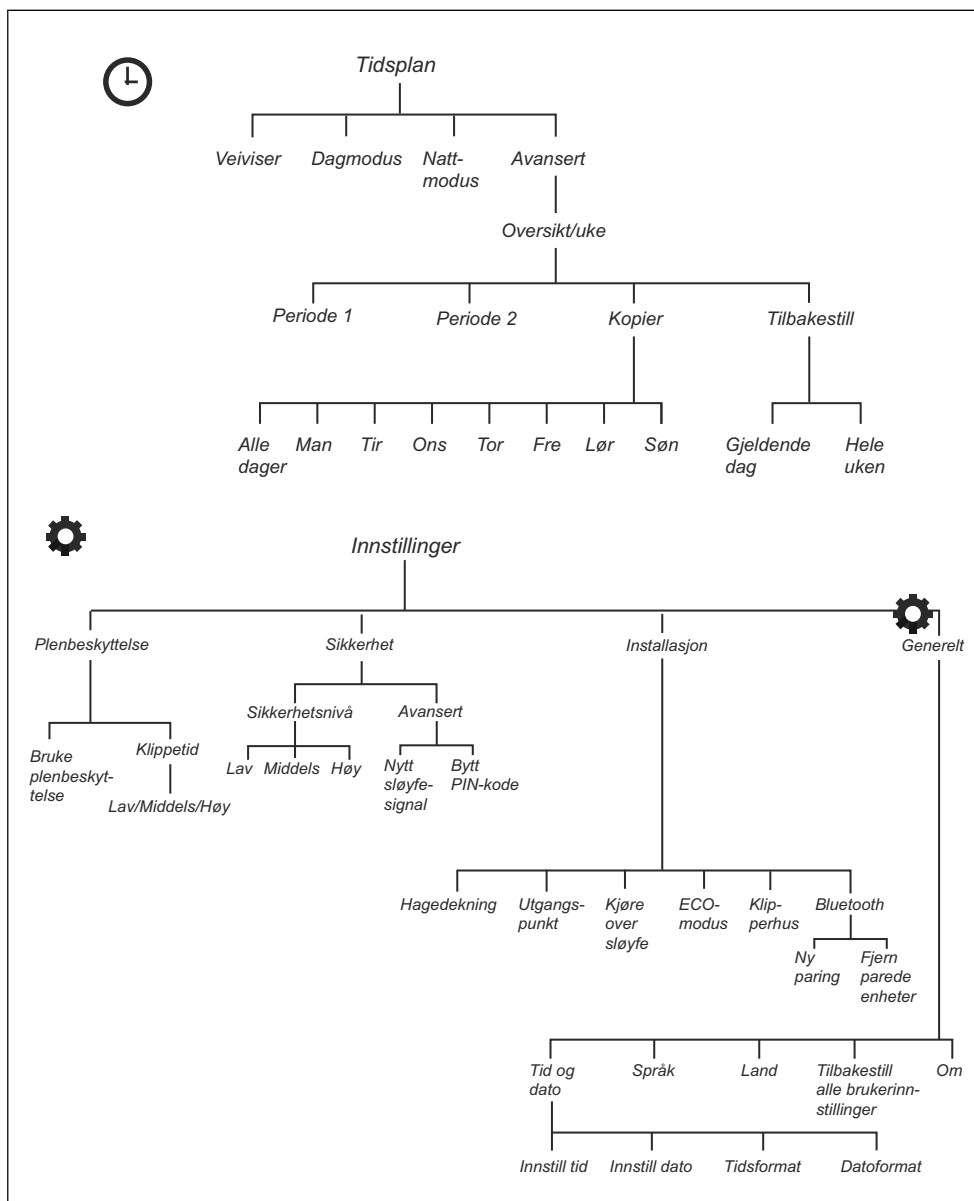 Tidsplan
Veiviser
Dagmodus
Natt-
modus
Avansert
Oversikt/uke
Periode 1
Periode 2
Kopier
Tilbakestill
Alle
dager
Man
Tir
Ons
Tor
Fre
Lør
Søn
Gjeldende
dag
Hele
uken
Innstillinger
Plenbeskyttelse
Sikkerhet
Installasjon
Generelt
Bruke
plenbeskyt-
telse
Klippetid
Lav/Middels/Høy
Sikkerhetsnivå
Avansert
Lav
Middels
Høy
Nytt
sløyfe-
signal
Bytt
PIN-kode
Hagedekning
Utgangs-
punkt
Kjøre
over
sløyfe
ECO-
modus
Klip-
perhus
Bluetooth
Ny
paring
Fjern
parede
enheter
Tid og
dato
Språk
Land
Tilbakestill
alle brukerinn-
stillinger
Om
Innstill tid
Innstill dato
Tidsformat
Datoformat